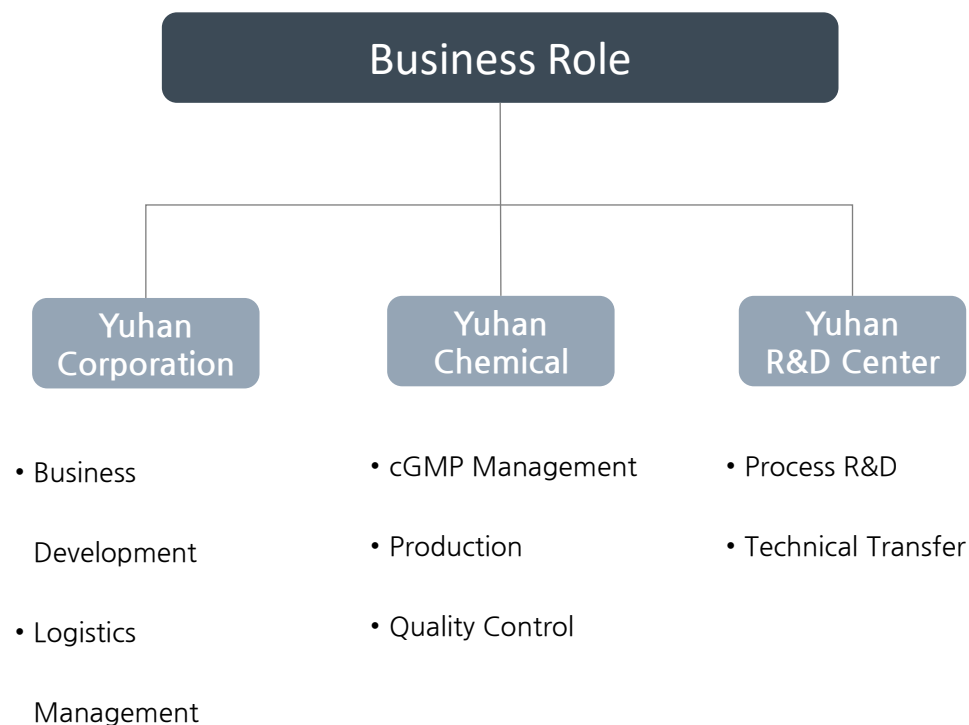 Business Role
Yuhan
Corporation
• Business
Development
• Logistics
Management
Yuhan
Chemical
• cGMP Management
• Production
• Quality Control
Yuhan
R&D Center
• Process R&D
• Technical Transfer